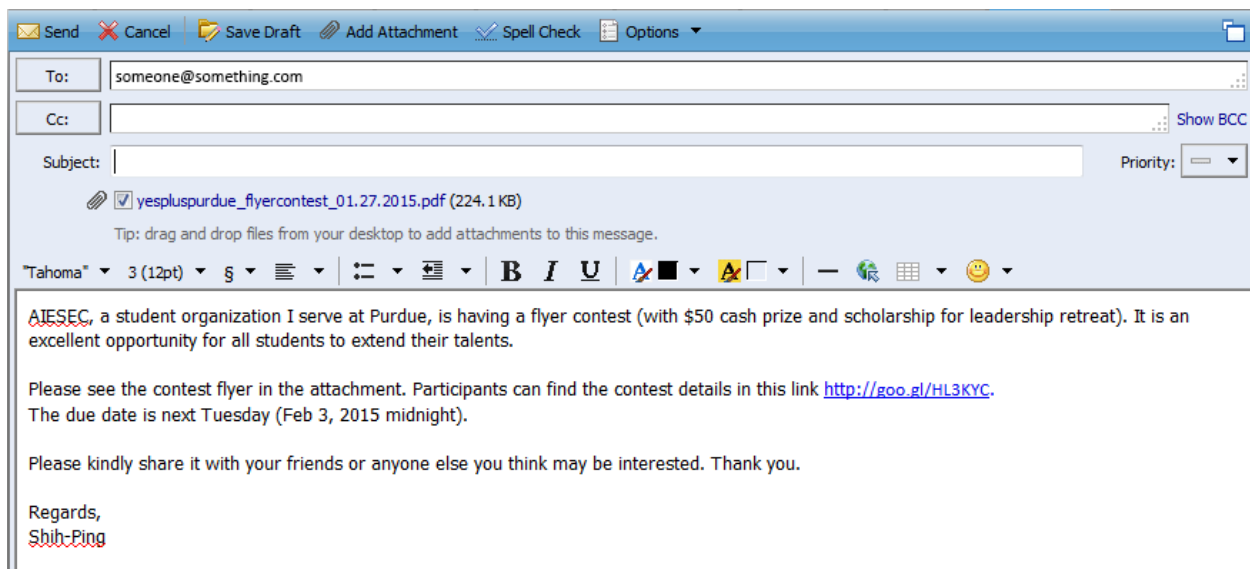 Send Cancel Save Draft Add Attachment Spell Check Options
To: someone@something.com
Cc: Show BCC
Subject: Priority:
yespluspurdue_flyercontest_01.27.2015.pdf (224.1 KB)
Tip: drag and drop files from your desktop to add attachments to this message.
"Tahoma" 3 (12pt) § B I U A A
AIESEC, a student organization I serve at Purdue, is having a flyer contest (with $50 cash prize and scholarship for leadership retreat). It is an
excellent opportunity for all students to extend their talents.
Please see the contest flyer in the attachment. Participants can find the contest details in this link http://goo.gl/HL3KYC.
The due date is next Tuesday (Feb 3, 2015 midnight).
Please kindly share it with your friends or anyone else you think may be interested. Thank you.
Regards,
Shih-Ping